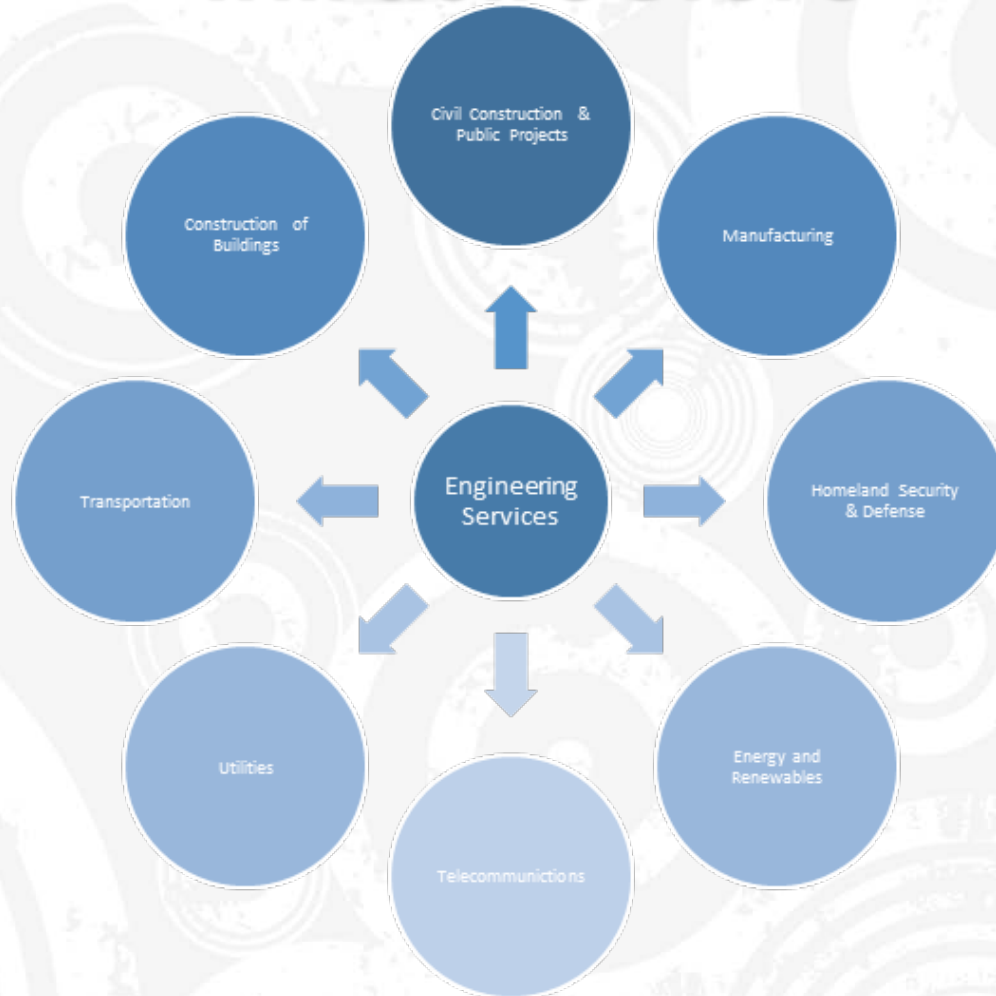 Civil Construction &
Public Projects
Manufacturing
Homeland Security
& Defense
Energy and
Renewables
Telecommunictions
Utilities
Transportation
Construction of
Buildings
Engineering
Services